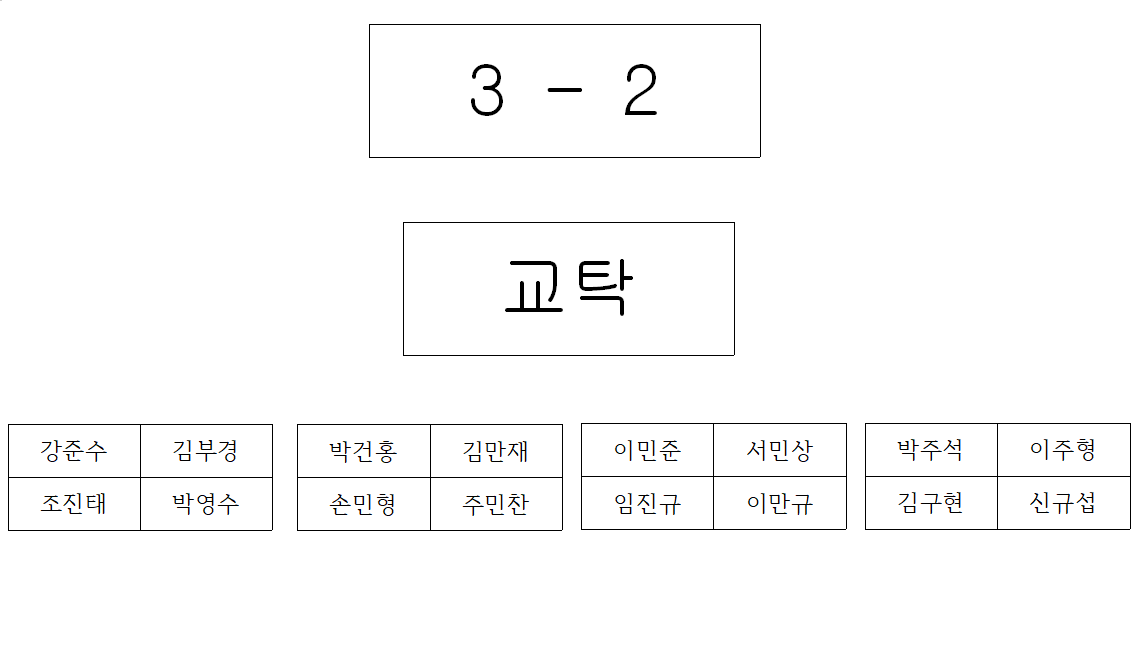 3 - 2
교탁
강준수 김부경 박건홍 김만재 이민준 서민상 박주석 이주형
조진태 박영수 손민형 주민찬 임진규 이만규 김구현 신규섭